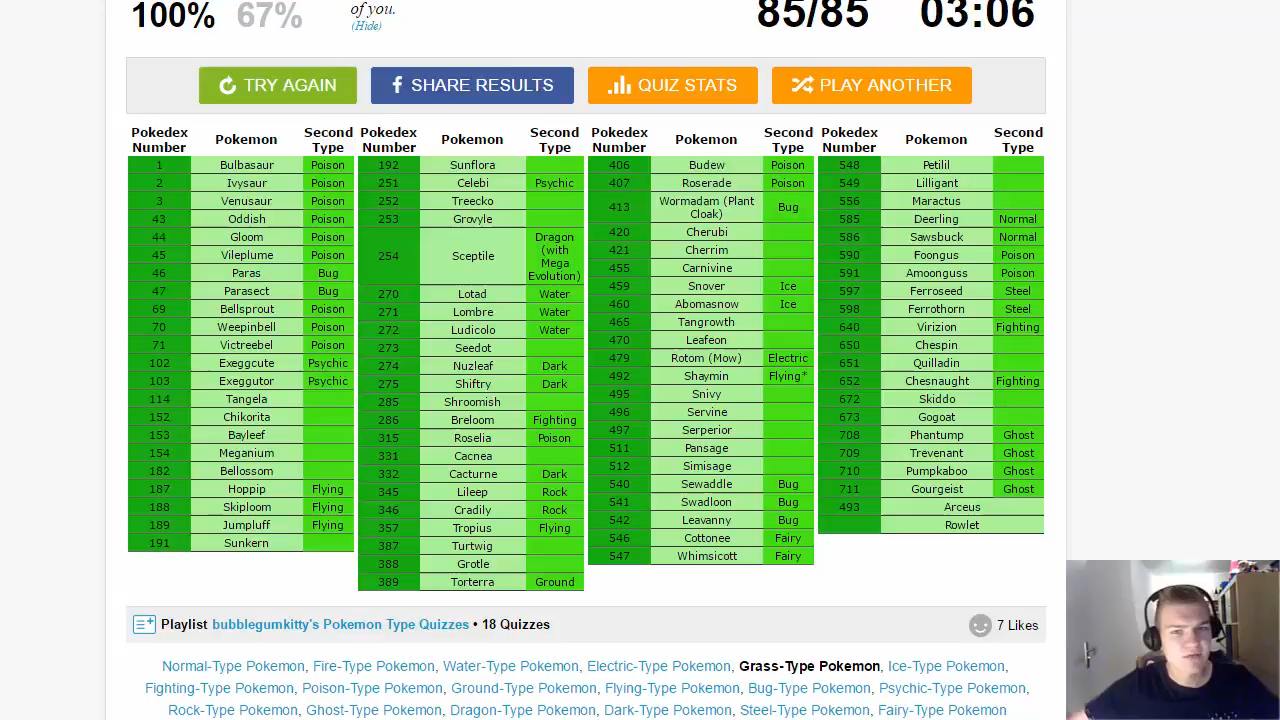 100% 67% of you. 85/85 03:06
(Hide)
TRY AGAIN SHARE RESULTS QUIZ STATS PLAY ANOTHER
Pokedex Number Pokemon Second Type
1 Bulbasaur Poison
2 Ivysaur Poison
3 Venusaur Poison
43 Oddish Poison
44 Gloom Poison
45 Vileplume Poison
46 Paras Bug
47 Parasect Bug
69 Bellsprout Poison
70 Weepinbell Poison
71 Victreebel Poison
102 Exeggcute Psychic
103 Exeggutor Psychic
114 Tangela
152 Chikorita
153 Bayleef
154 Meganium
182 Bellossom
187 Hoppip Flying
188 Skiploom Flying
189 Jumpluff Flying
191 Sunkern
Pokedex Number Pokemon Second Type
192 Sunflora
251 Celebi Psychic
252 Treecko
253 Grovyle
254 Sceptile Dragon (with Mega Evolution)
270 Lotad Water
271 Lombre Water
272 Ludicolo Water
273 Seedot
274 Nuzleaf Dark
275 Shiftry Dark
285 Shroomish
286 Breloom Fighting
315 Roselia Poison
331 Cacnea
332 Cacturne Dark
345 Lileep Rock
346 Cradily Rock
357 Tropius Flying
387 Turtwig
388 Grotle
389 Torterra Ground
Pokedex Number Pokemon Second Type
406 Budew Poison
407 Roserade Poison
413 Wormadam (Plant Cloak) Bug
420 Cherubi
421 Cherrim
455 Carnivine
459 Snover Ice
460 Abomasnow Ice
465 Tangrowth
470 Leafeon
479 Rotom (Mow) Electric
492 Shaymin Flying*
495 Snivy
496 Servine
497 Serperior
511 Pansage
512 Simisage
540 Sewaddle Bug
541 Swadloon Bug
542 Leavanny Bug
546 Cottonee Fairy
547 Whimsicott Fairy
Pokedex Number Pokemon Second Type
548 Petilil
549 Lilligant
556 Maractus
585 Deerling Normal
586 Sawsbuck Normal
590 Foongus Poison
591 Amoonguss Poison
597 Ferroseed Steel
598 Ferrothorn Steel
640 Virizion Fighting
650 Chespin
651 Quilladin
652 Chesnaught Fighting
672 Skiddo
673 Gogoat
708 Phantump Ghost
709 Trevenant Ghost
710 Pumpkaboo Ghost
711 Gourgeist Ghost
493 Arceus
Rowlet
Playlist bubblegumkitty's Pokemon Type Quizzes • 18 Quizzes 7 Likes
Normal-Type Pokemon, Fire-Type Pokemon, Water-Type Pokemon, Electric-Type Pokemon, Grass-Type Pokemon, Ice-Type Pokemon,
Fighting-Type Pokemon, Poison-Type Pokemon, Ground-Type Pokemon, Flying-Type Pokemon, Bug-Type Pokemon, Psychic-Type Pokemon,
Rock-Type Pokemon, Ghost-Type Pokemon, Dragon-Type Pokemon, Dark-Type Pokemon, Steel-Type Pokemon, Fairy-Type Pokemon